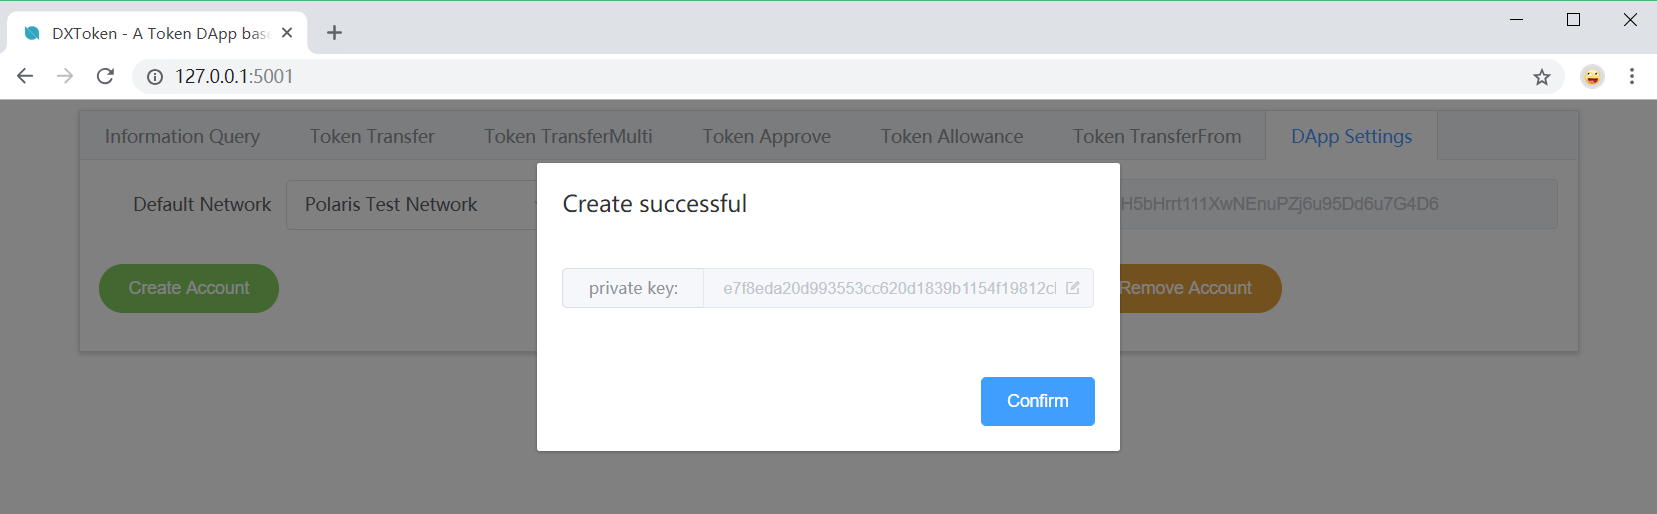 DXToken - A Token DApp bas
127.0.0.1:5001
Information Query Token Transfer Token TransferMulti Token Approve Token Allowance Token TransferFrom DApp Settings
Default Network Polaris Test Network H5bHrrt111XwNEnuPZj6u95Dd6u7G4D6
Create Account Remove Account
Create successful
private key: e7f8eda20d993553cc620d1839b1154f19812c
Confirm